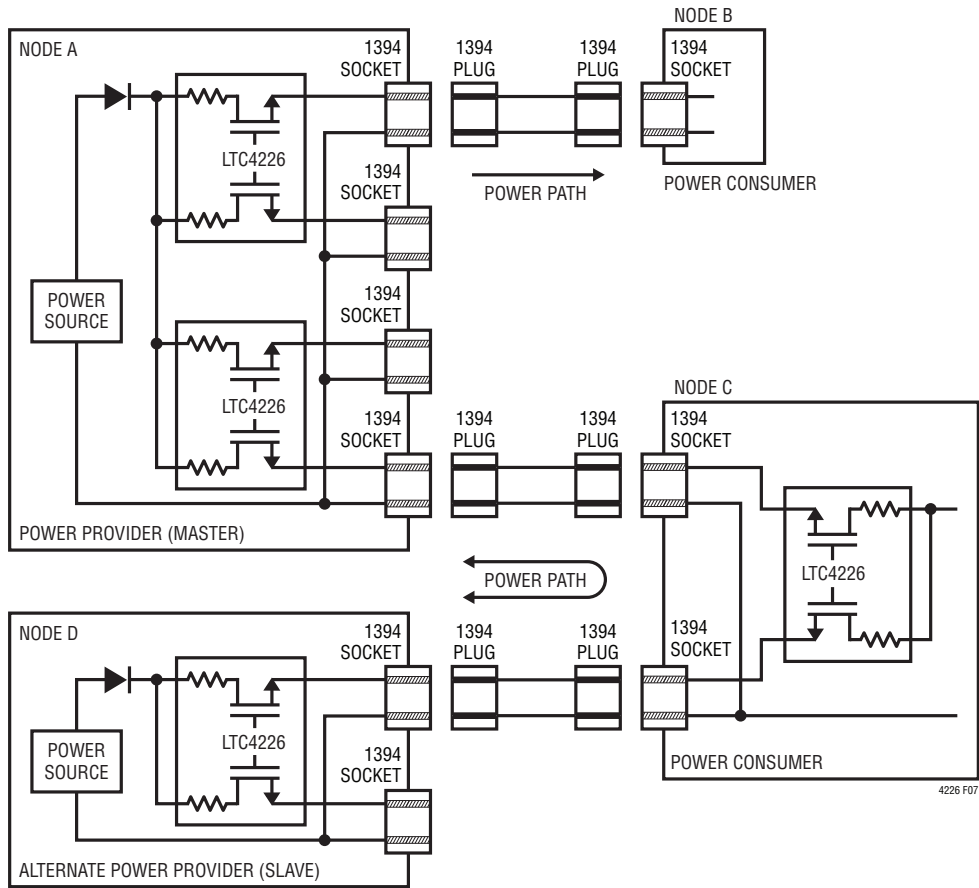 NODE A
1394
SOCKET
1394
PLUG
1394
PLUG
NODE B
1394
SOCKET
LTC4226
POWER PATH
POWER CONSUMER
1394
SOCKET
1394
SOCKET
POWER
SOURCE
LTC4226
1394
SOCKET
1394
PLUG
1394
PLUG
NODE C
1394
SOCKET
POWER PROVIDER (MASTER)
LTC4226
POWER PATH
NODE D
1394
SOCKET
1394
PLUG
1394
PLUG
1394
SOCKET
LTC4226
POWER
SOURCE
1394
SOCKET
POWER CONSUMER
4226 F07
ALTERNATE POWER PROVIDER (SLAVE)